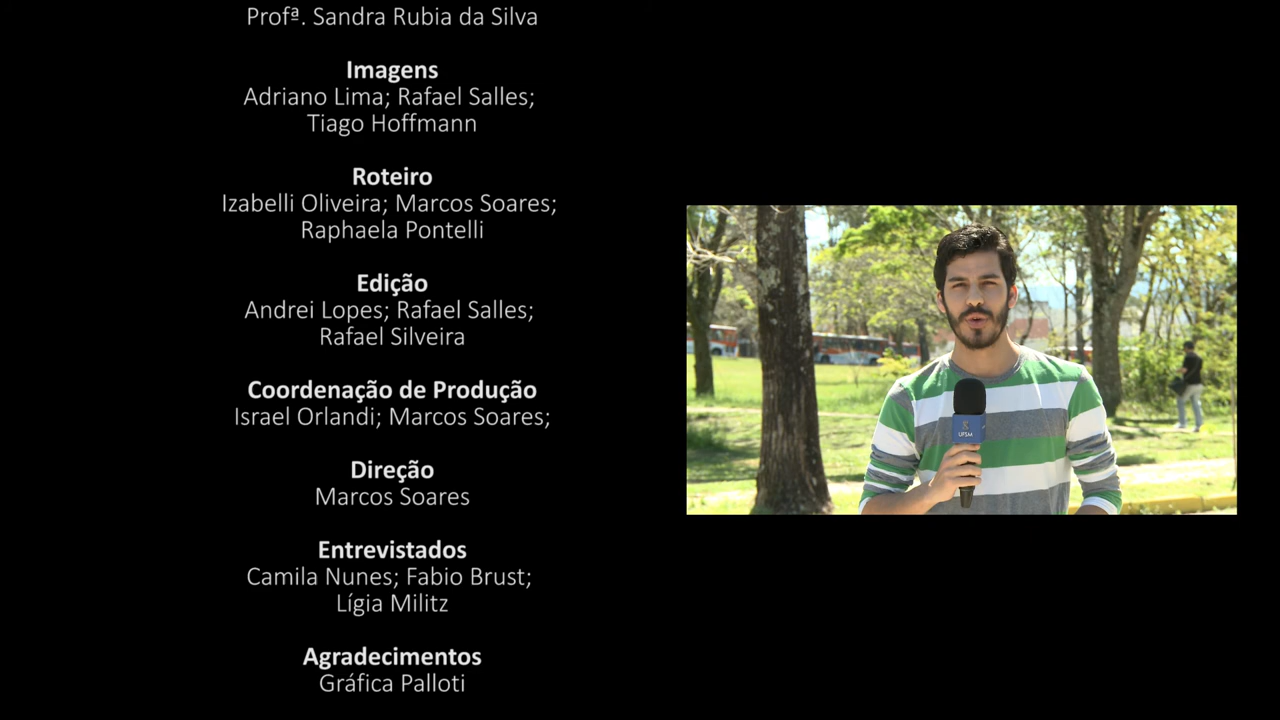 Profª. Sandra Rubia da Silva
Imagens
Adriano Lima; Rafael Salles;
Tiago Hoffmann
Roteiro
Izabelli Oliveira; Marcos Soares;
Raphaela Pontelli
Edição
Andrei Lopes; Rafael Salles;
Rafael Silveira
Coordenação de Produção
Israel Orlandi; Marcos Soares;
Direção
Marcos Soares
Entrevistados
Camila Nunes; Fabio Brust;
Lígia Militz
Agradecimentos
Gráfica Palloti
UFSM